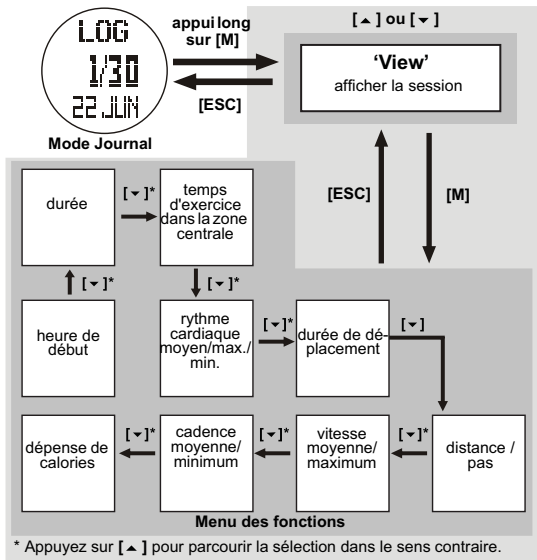 LOG
1/30
22 JUN
Mode Journal
appui long
sur [M]
[ESC]
[▲] ou [▼]
'View'
afficher la session
[ESC]
[M]
durée
[▼]*
temps
d'exercice
dans la zone
centrale
[▼]*
[▼]*
heure de
début
rythme
cardiaque
moyen/max./
min.
[▼]*
durée de dé-
placement
[▼]
dépense de
calories
[▼]*
cadence
moyenne/
minimum
[▼]*
vitesse
moyenne/
maximum
[▼]*
distance /
pas
Menu des fonctions
* Appuyez sur [▲] pour parcourir la sélection dans le sens contraire.